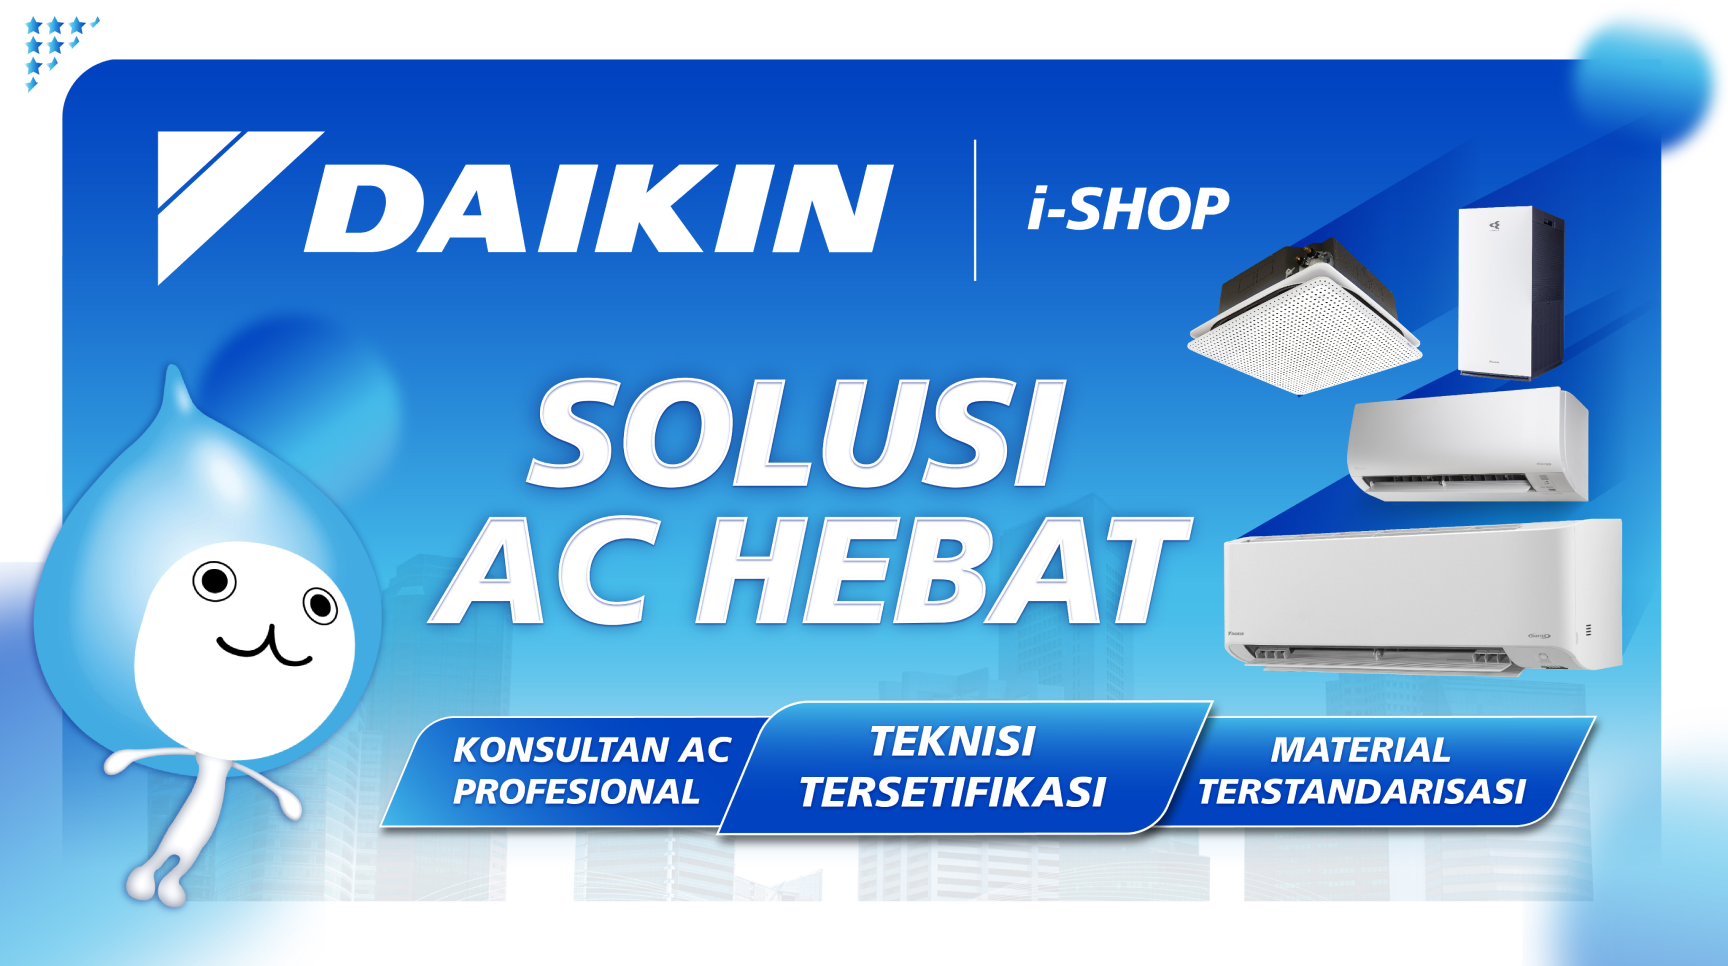 DAIKIN
i-SHOP
SOLUSI
AC HEBAT
KONSULTAN AC
PROFESIONAL
TEKNISI
TERSETIFIKASI
MATERIAL
TERSTANDARISASI